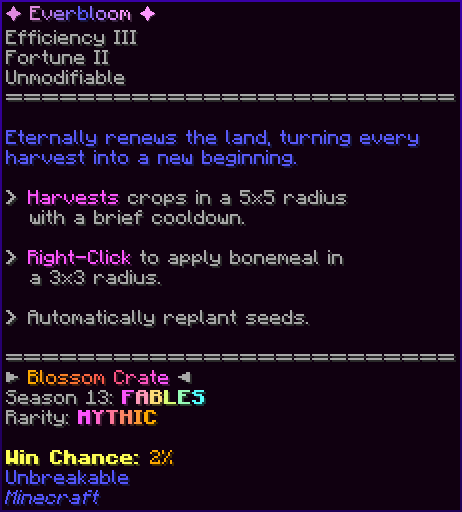 ✦ Everbloom ✦
Efficiency III
Fortune II
Unmodifiable
=========================
Eternally renews the land, turning every
harvest into a new beginning.
> Harvests crops in a 5x5 radius
with a brief cooldown.
> Right-Click to apply bonemeal in
a 3x3 radius.
> Automatically replant seeds.
=========================
► Blossom Crate ◄
Season 13: FABLES
Rarity: MYTHIC
Win Chance: 2%
Unbreakable
Minecraft